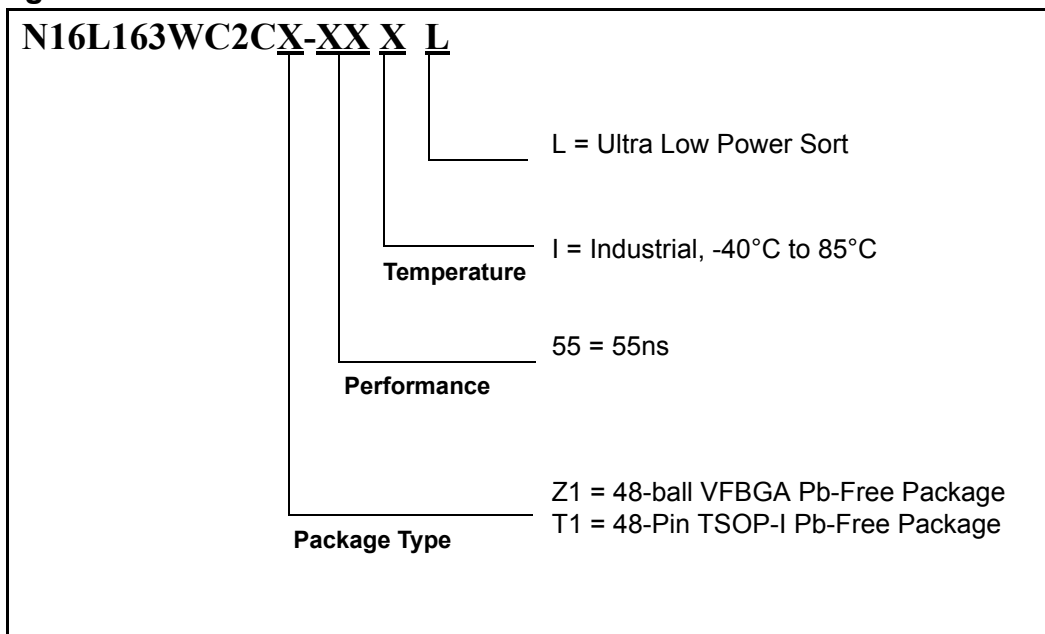 N16L163WC2CX-XX X L
L = Ultra Low Power Sort
I = Industrial, -40°C to 85°C
Temperature
55 = 55ns
Performance
Z1 = 48-ball VFBGA Pb-Free Package
T1 = 48-Pin TSOP-I Pb-Free Package
Package Type